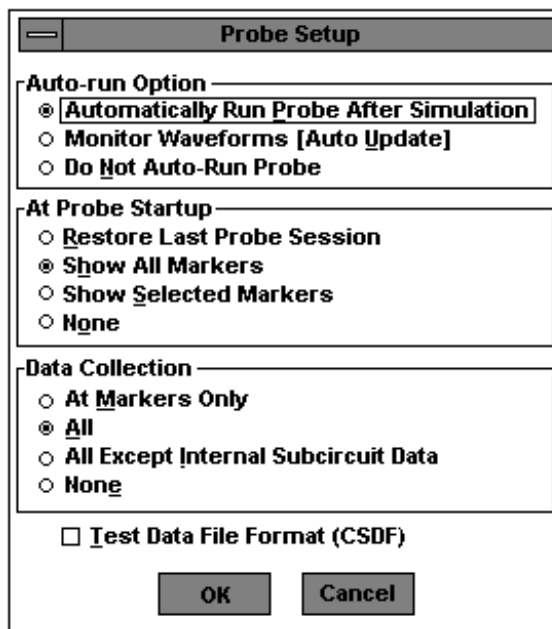 Probe Setup
Auto-run Option
Automatically Run Probe After Simulation
Monitor Waveforms [Auto Update]
Do Not Auto-Run Probe
At Probe Startup
Restore Last Probe Session
Show All Markers
Show Selected Markers
None
Data Collection
At Markers Only
All
All Except Internal Subcircuit Data
None
Test Data File Format (CSDF)
OK Cancel